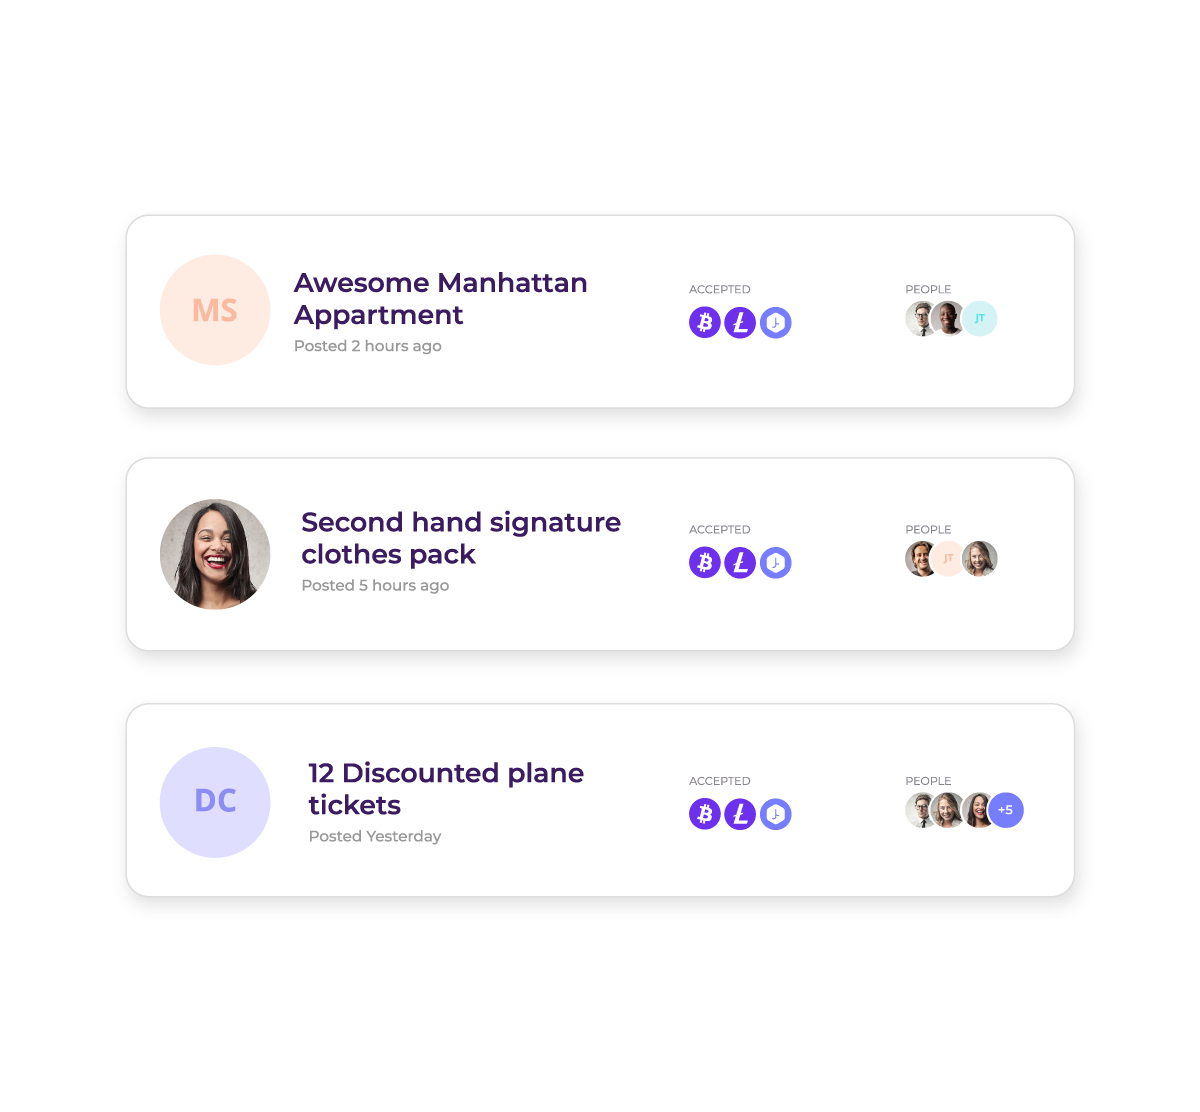 MS
Awesome Manhattan
Appartment
Posted 2 hours ago
ACCEPTED
PEOPLE
JT
Second hand signature
clothes pack
Posted 5 hours ago
ACCEPTED
PEOPLE
JT
DC
12 Discounted plane
tickets
Posted Yesterday
ACCEPTED
PEOPLE
+5